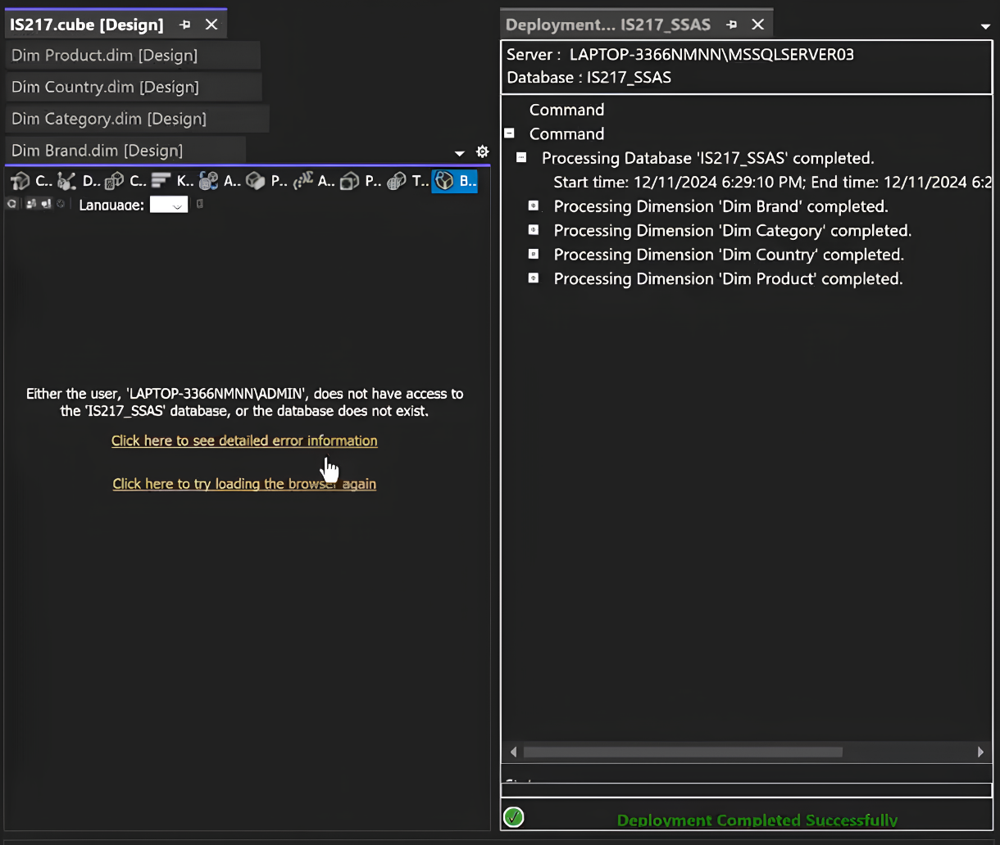 IS217.cube [Design]
Dim Product.dim [Design]
Dim Country.dim [Design]
Dim Category.dim [Design]
Dim Brand.dim [Design]
C.. D.. C.. K.. A.. P.. A.. P.. T.. B..
Language:
Either the user, 'LAPTOP-3366NMNN\ADMIN', does not have access to
the 'IS217_SSAS' database, or the database does not exist.
Click here to see detailed error information
Click here to try loading the browser again
Deployment... IS217_SSAS
Server : LAPTOP-3366NMNN\MSSQLSERVER03
Database : IS217_SSAS
Command
Command
Processing Database 'IS217_SSAS' completed.
Start time: 12/11/2024 6:29:10 PM; End time: 12/11/2024 6:2
Processing Dimension 'Dim Brand' completed.
Processing Dimension 'Dim Category' completed.
Processing Dimension 'Dim Country' completed.
Processing Dimension 'Dim Product' completed.
Deployment Completed Successfully